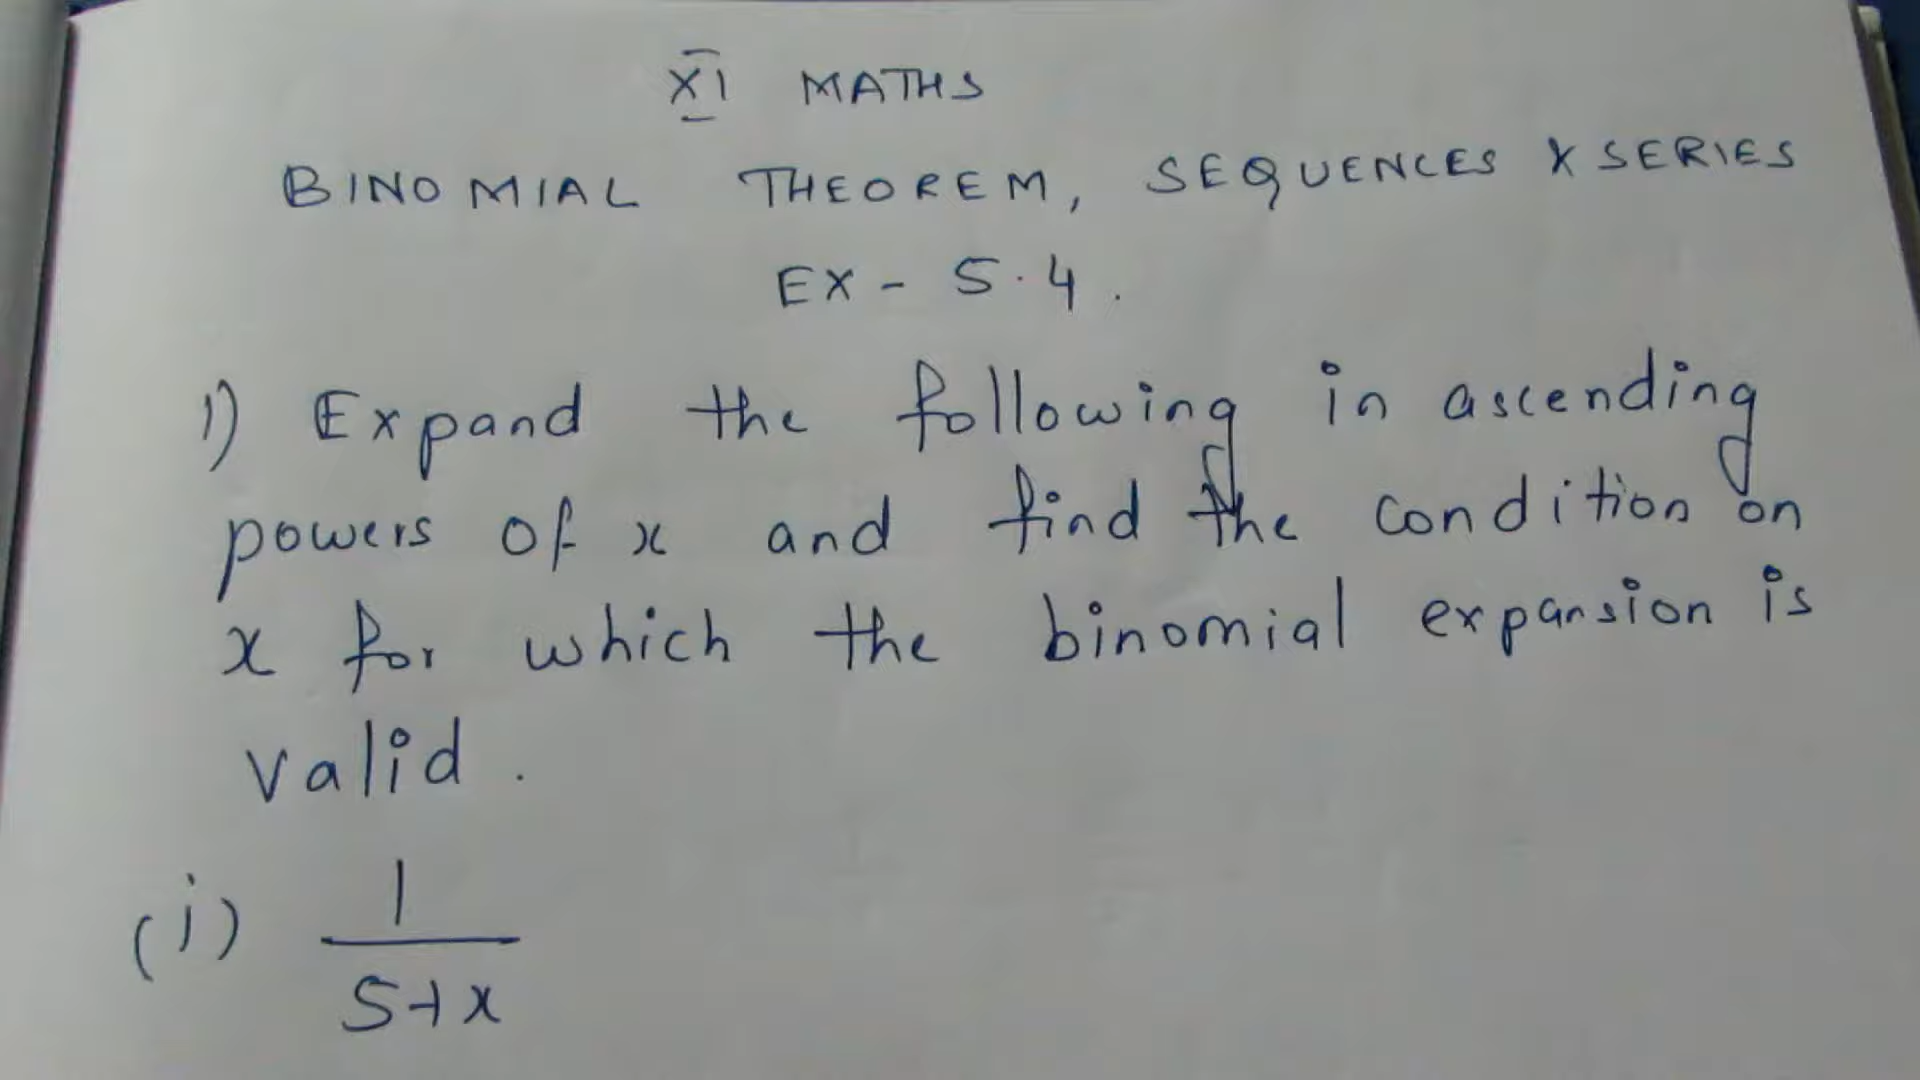 XI MATHS
BINOMIAL THEOREM, SEQUENCES & SERIES
EX - 5.4.
1) Expand the following in ascending
powers of x and find the condition on
x for which the binomial expansion is
valid.
(i) 1
5+x